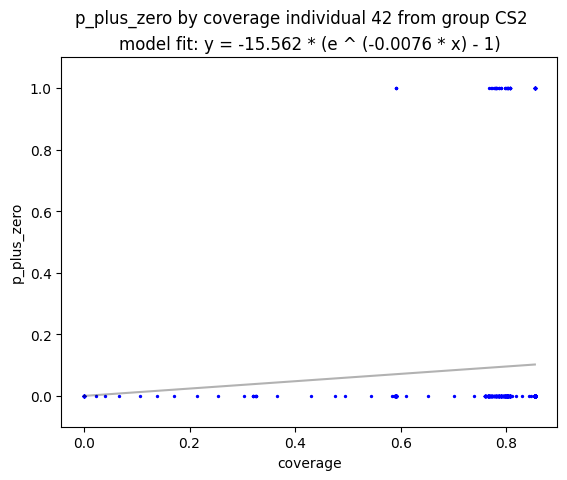 p_plus_zero by coverage individual 42 from group CS2
model fit: y = -15.562 * (e ^ (-0.0076 * x) - 1)
1.0
0.8
0.6
0.4
0.2
0.0
p_plus_zero
0.0 0.2 0.4 0.6 0.8
coverage